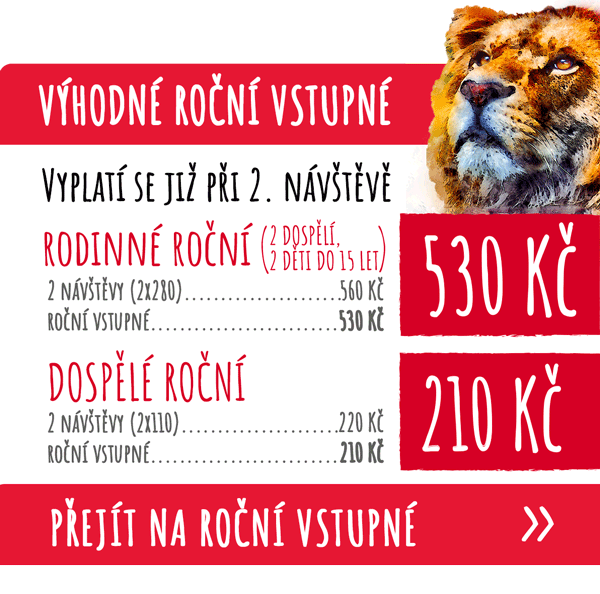 VÝHODNÉ ROČNÍ VSTUPNÉ
VYPLATÍ SE JIŽ PŘI 2. NÁVŠTĚVĚ
RODINNÉ ROČNÍ (2 DOSPĚLÍ,
2 DĚTI DO 15 LET)
530 KČ
2 NÁVŠTĚVY (2X280)......................560 KČ
ROČNÍ VSTUPNÉ..........................530 KČ
DOSPĚLÉ ROČNÍ
210 KČ
2 NÁVŠTĚVY (2X110)......................220 KČ
ROČNÍ VSTUPNÉ..........................210 KČ
PŘEJÍT NA ROČNÍ VSTUPNÉ »